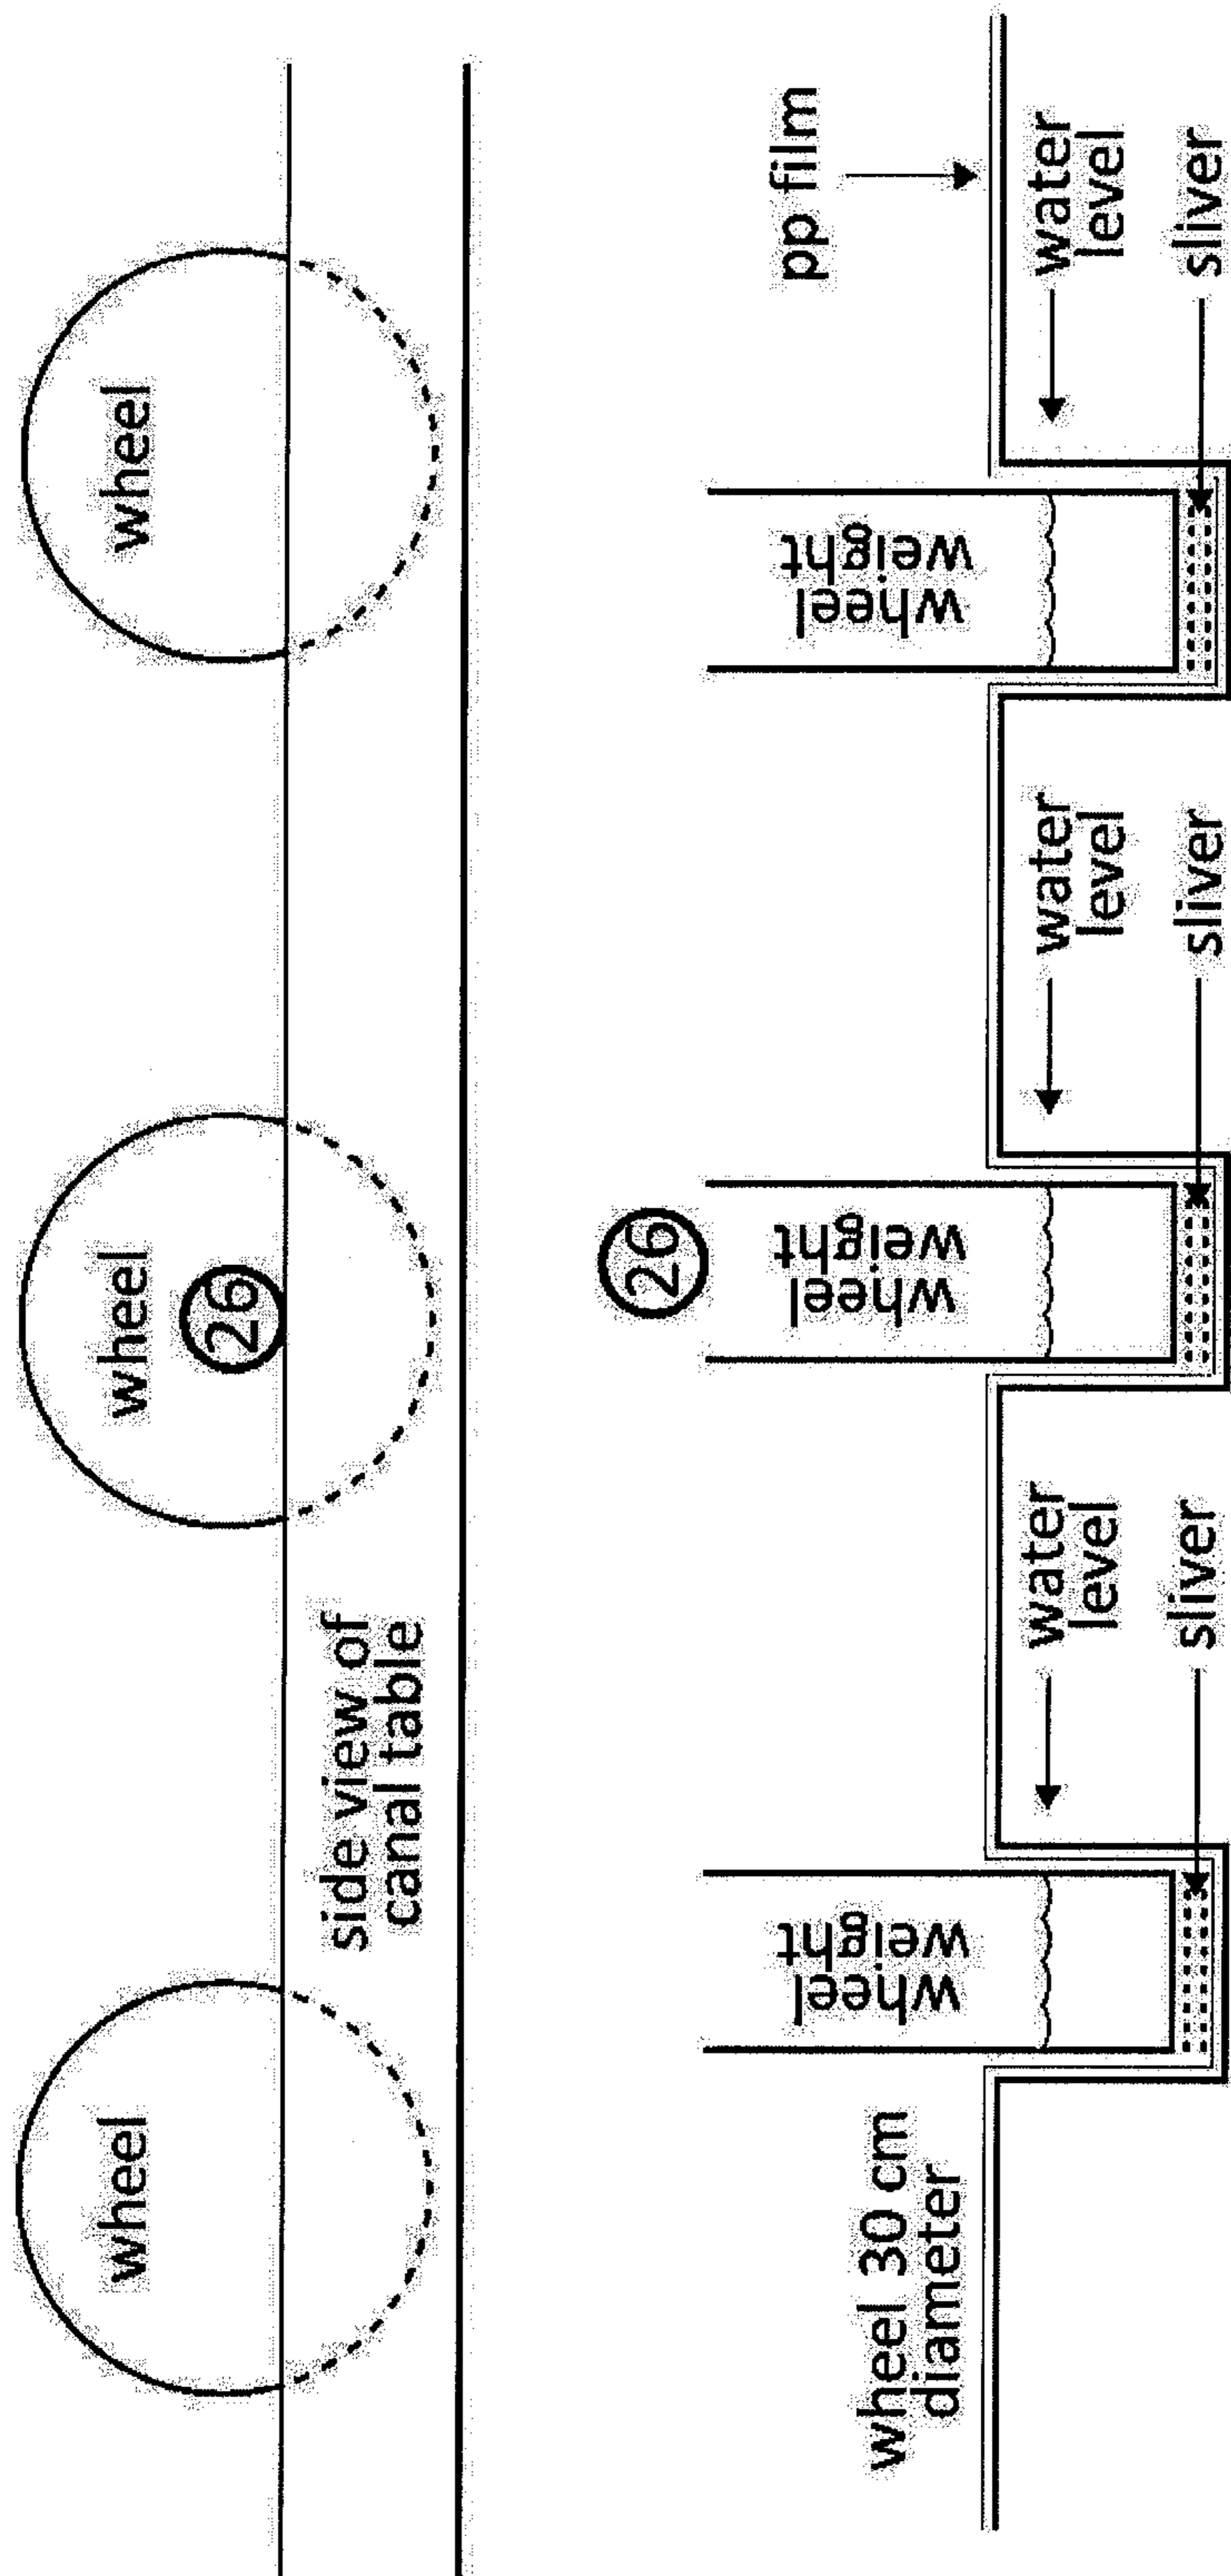 wheel
wheel
wheel
26
side view of
canal table
26
pp film
wheel
weight
wheel
weight
wheel
weight
wheel 30 cm
diameter
water
level
water
level
water
level
sliver
sliver
sliver